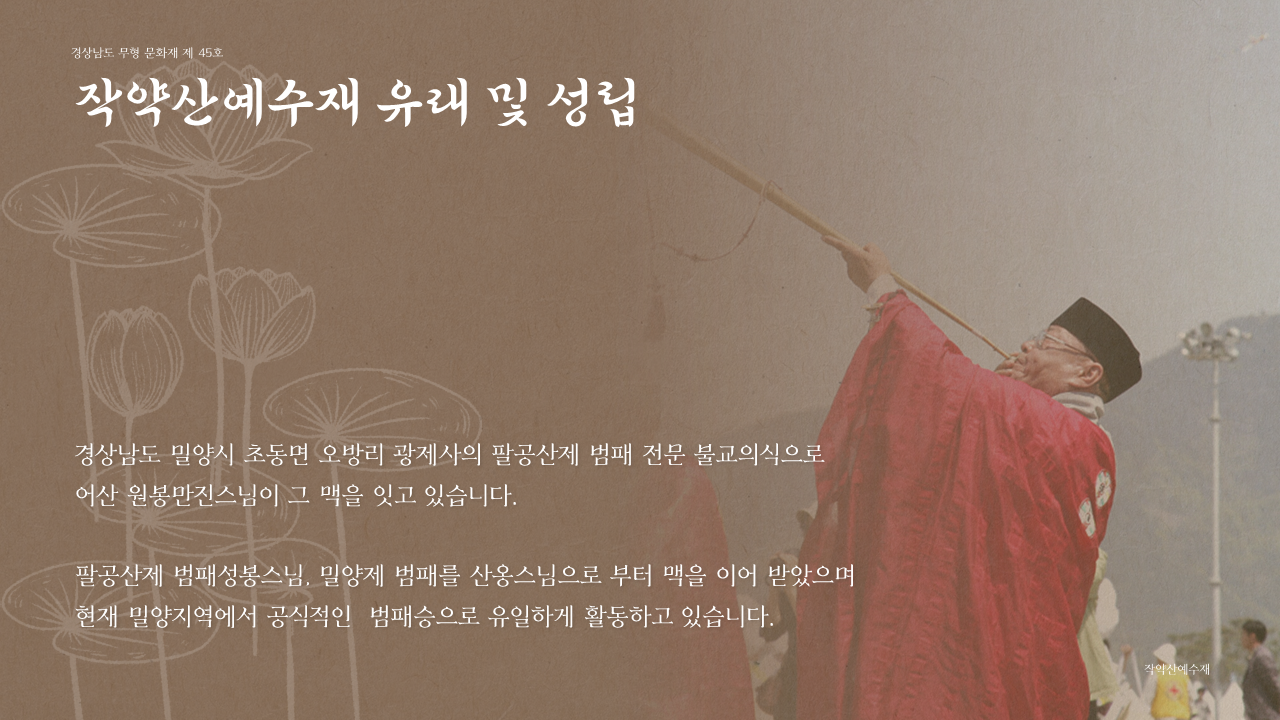 경상남도 무형 문화재 제 45호
작약산예수재 유래 및 성립
경상남도 밀양시 초동면 오방리 광제사의 팔공산제 범패 전문 불교의식으로
어산 원봉만진스님이 그 맥을 잇고 있습니다.
팔공산제 범패성봉스님, 밀양제 범패를 산옹스님으로 부터 맥을 이어 받았으며
현재 밀양지역에서 공식적인 범패승으로 유일하게 활동하고 있습니다.
작약산예수재